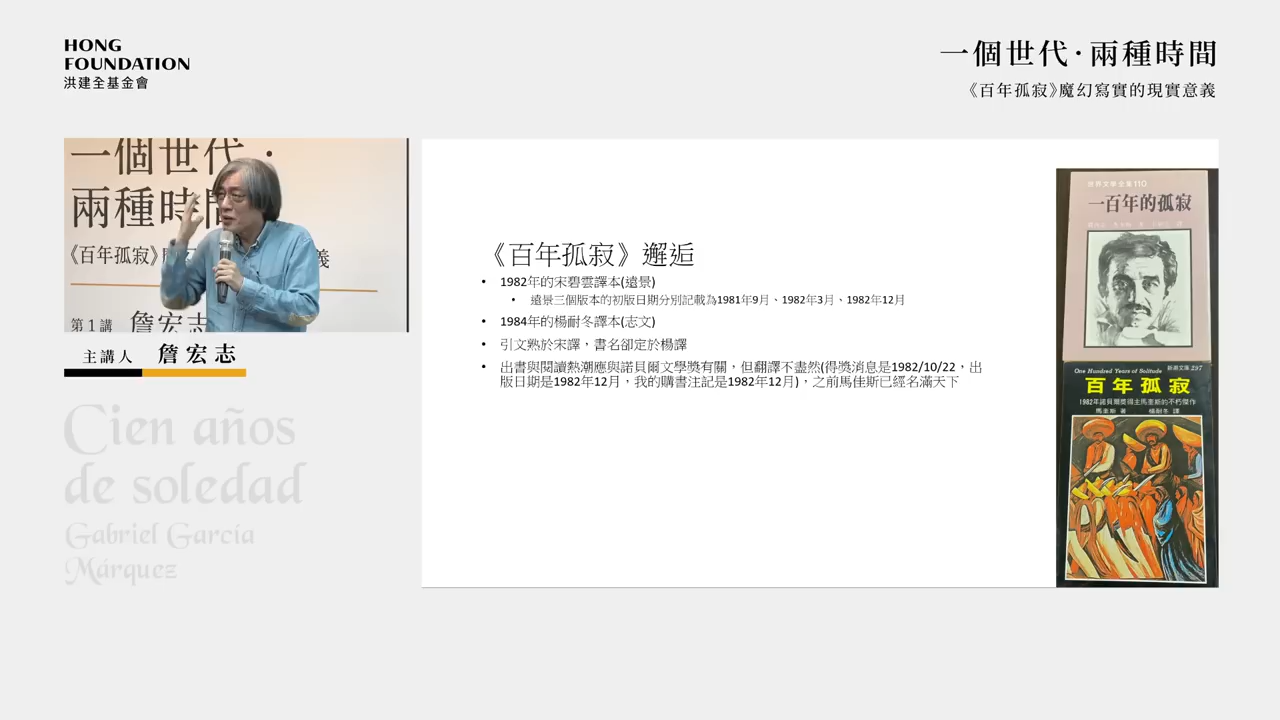 HONG
FOUNDATION
洪建全基金會
一個世代·兩種時間
《百年孤寂》魔幻寫實的現實意義
一個世代·
兩種時間
《百年孤寂》
義
第1講 詹宏志
主講人 詹宏志
Cien años
de soledad
Gabriel García
Márquez
《百年孤寂》邂逅
• 1982年的宋碧雲譯本(遠景)
• 遠景三個版本的初版日期分別記載為1981年9月、1982年3月、1982年12月
• 1984年的楊耐冬譯本(志文)
• 引文熟於宋譯，書名卻定於楊譯
• 出書與閱讀熱潮應與諾貝爾文學獎有關，但翻譯不盡然(得獎消息是1982/10/22，出
版日期是1982年12月，我的購書注記是1982年12月)，之前馬佳斯已經名滿天下
世界文學全集110
一百年的孤寂
One Hundred Years of Solitude 新潮文庫 297
百年孤寂
1982年諾貝爾獎得主馬奎斯的不朽傑作
馬奎斯 著 楊耐冬 譯